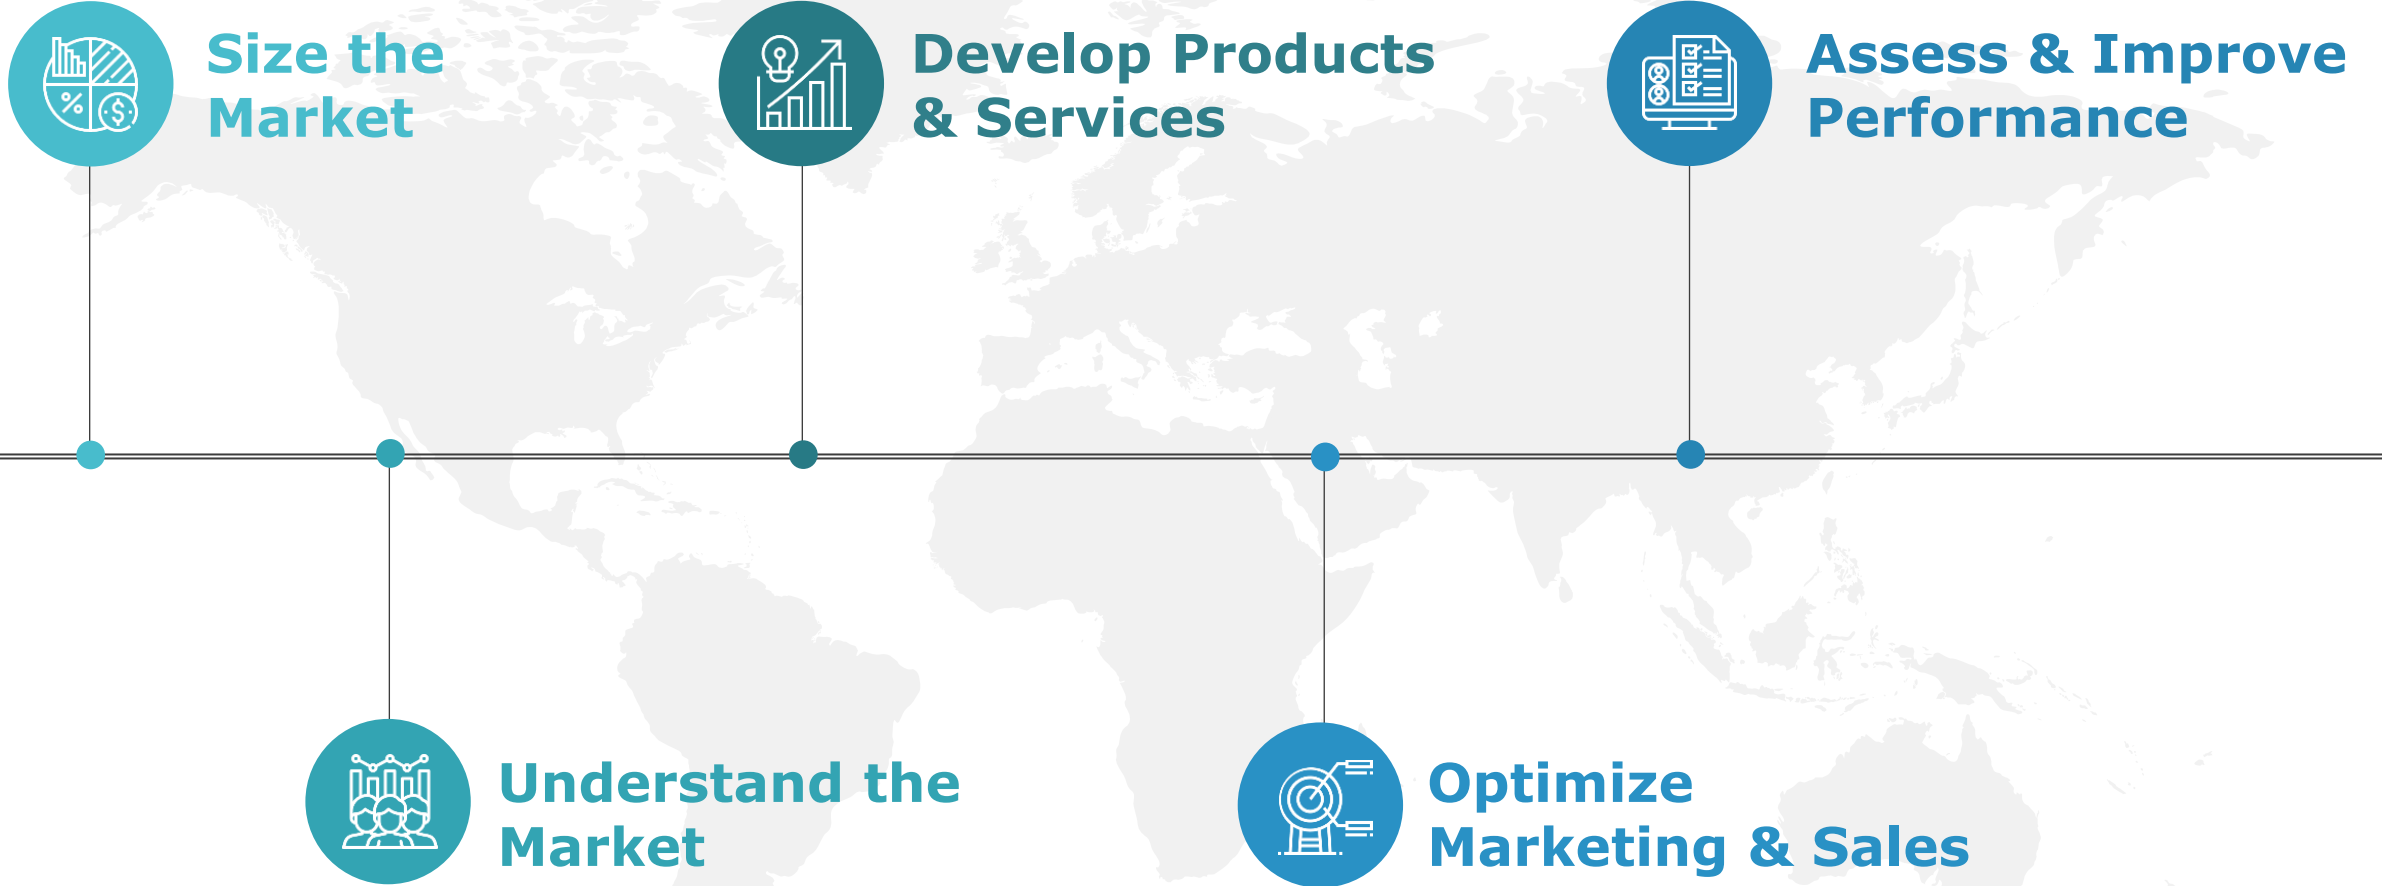 Size the
Market
Develop Products
& Services
Assess & Improve
Performance
Understand the
Market
Optimize
Marketing & Sales